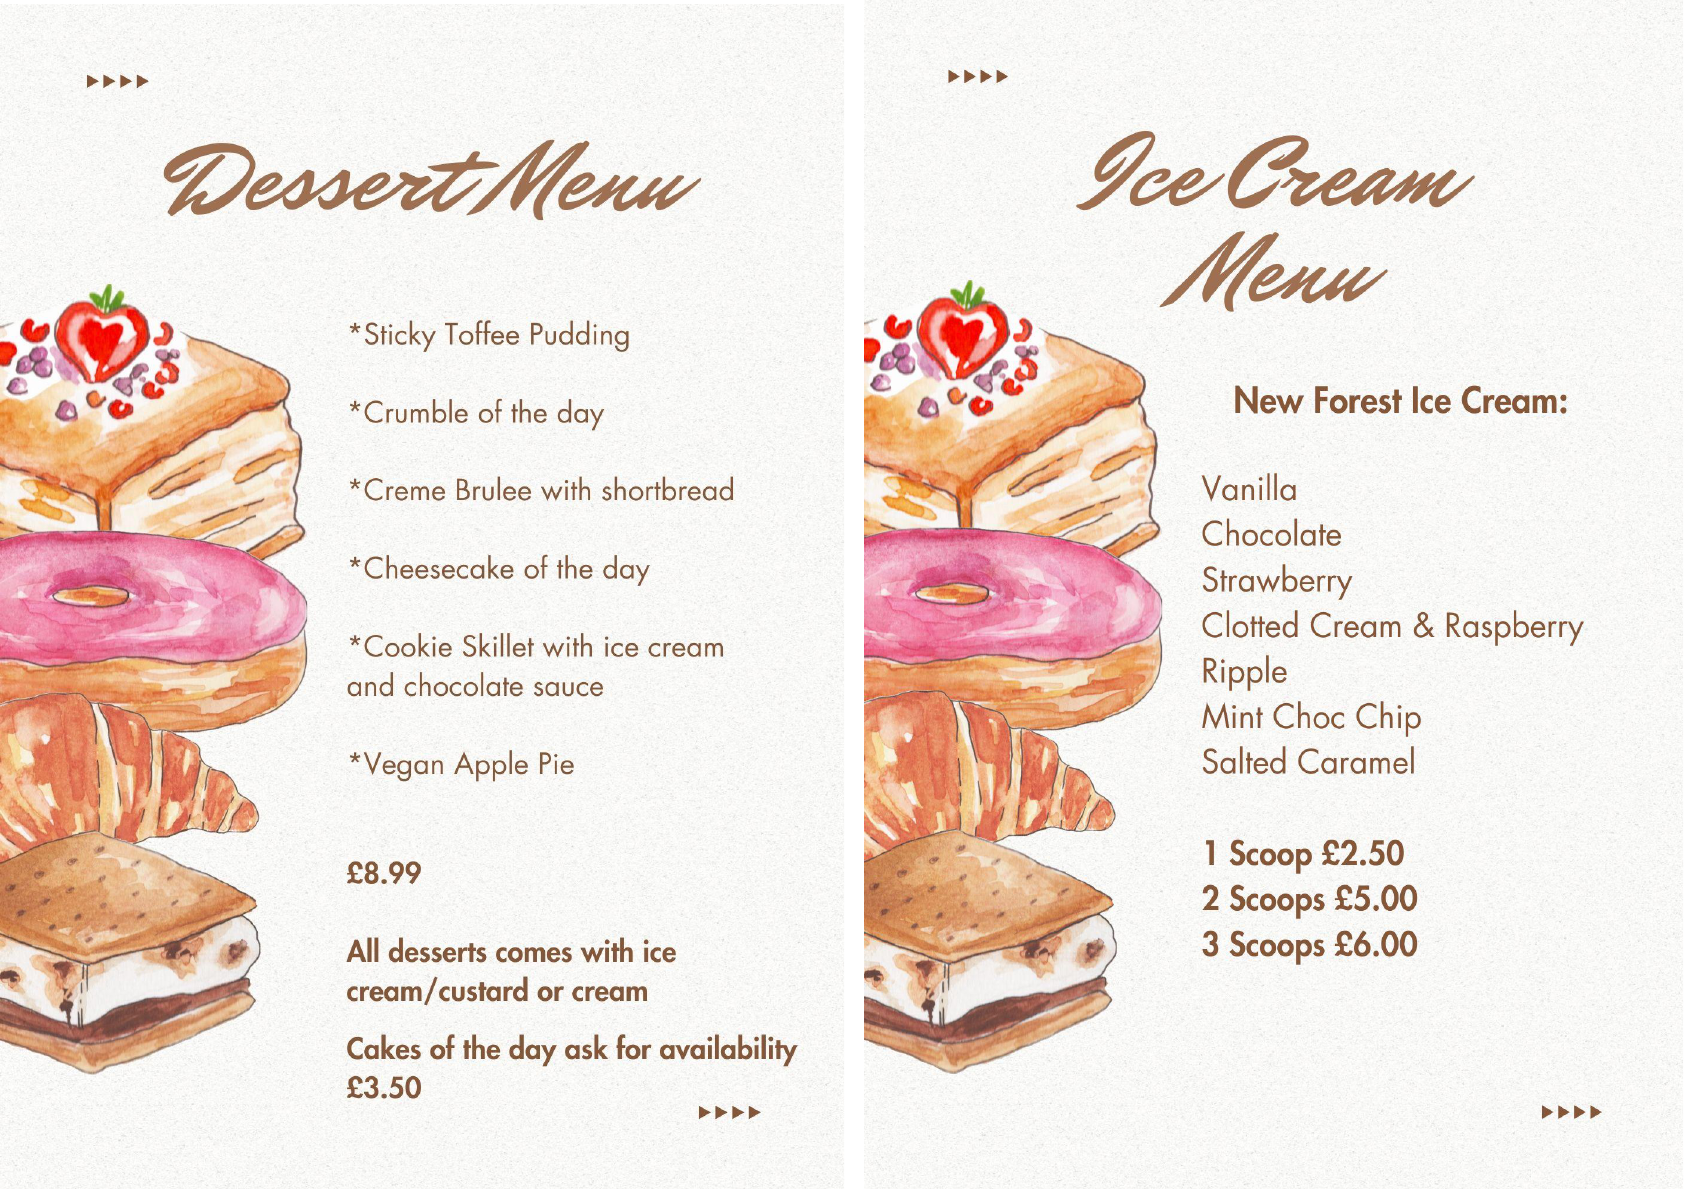 Dessert Menu
*Sticky Toffee Pudding
*Crumble of the day
*Creme Brulee with shortbread
*Cheesecake of the day
*Cookie Skillet with ice cream
and chocolate sauce
*Vegan Apple Pie
£8.99
All desserts comes with ice
cream/custard or cream
Cakes of the day ask for availability
£3.50
Ice Cream
Menu
New Forest Ice Cream:
Vanilla
Chocolate
Strawberry
Clotted Cream & Raspberry
Ripple
Mint Choc Chip
Salted Caramel
1 Scoop £2.50
2 Scoops £5.00
3 Scoops £6.00